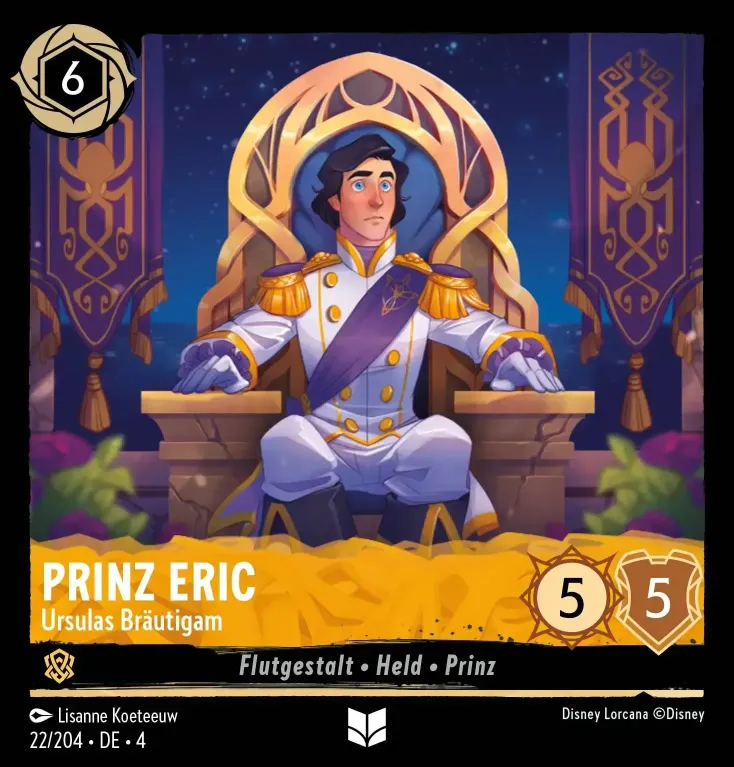 6
PRINZ ERIC
Ursulas Bräutigam
5 5
Flutgestalt • Held • Prinz
Lisanne Koeteeuw
22/204 • DE • 4
Disney Lorcana ©Disney